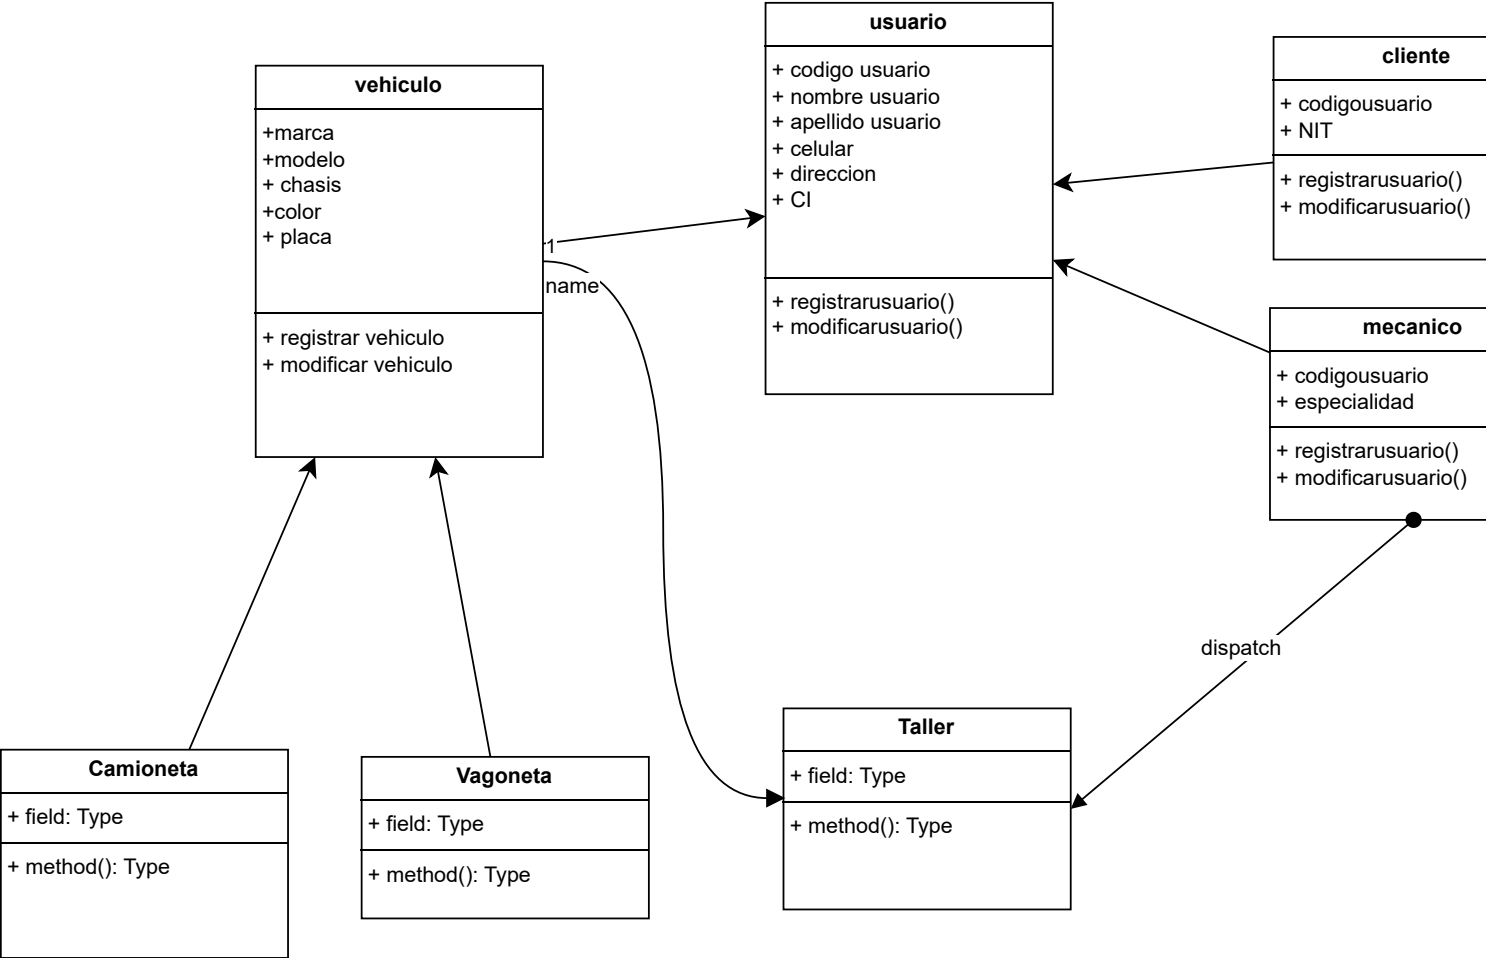 usuario
+ codigo usuario
+ nombre usuario
+ apellido usuario
+ celular
+ direccion
+ CI
+ registrarusuario()
+ modificarusuario()
cliente
+ codigousuario
+ NIT
+ registrarusuario()
+ modificarusuario()
vehiculo
+marca
+modelo
+ chasis
+color
+ placa
+ registrar vehiculo
+ modificar vehiculo
1
name
mecanico
+ codigousuario
+ especialidad
+ registrarusuario()
+ modificarusuario()
dispatch
Taller
+ field: Type
+ method(): Type
Camioneta
+ field: Type
+ method(): Type
Vagoneta
+ field: Type
+ method(): Type